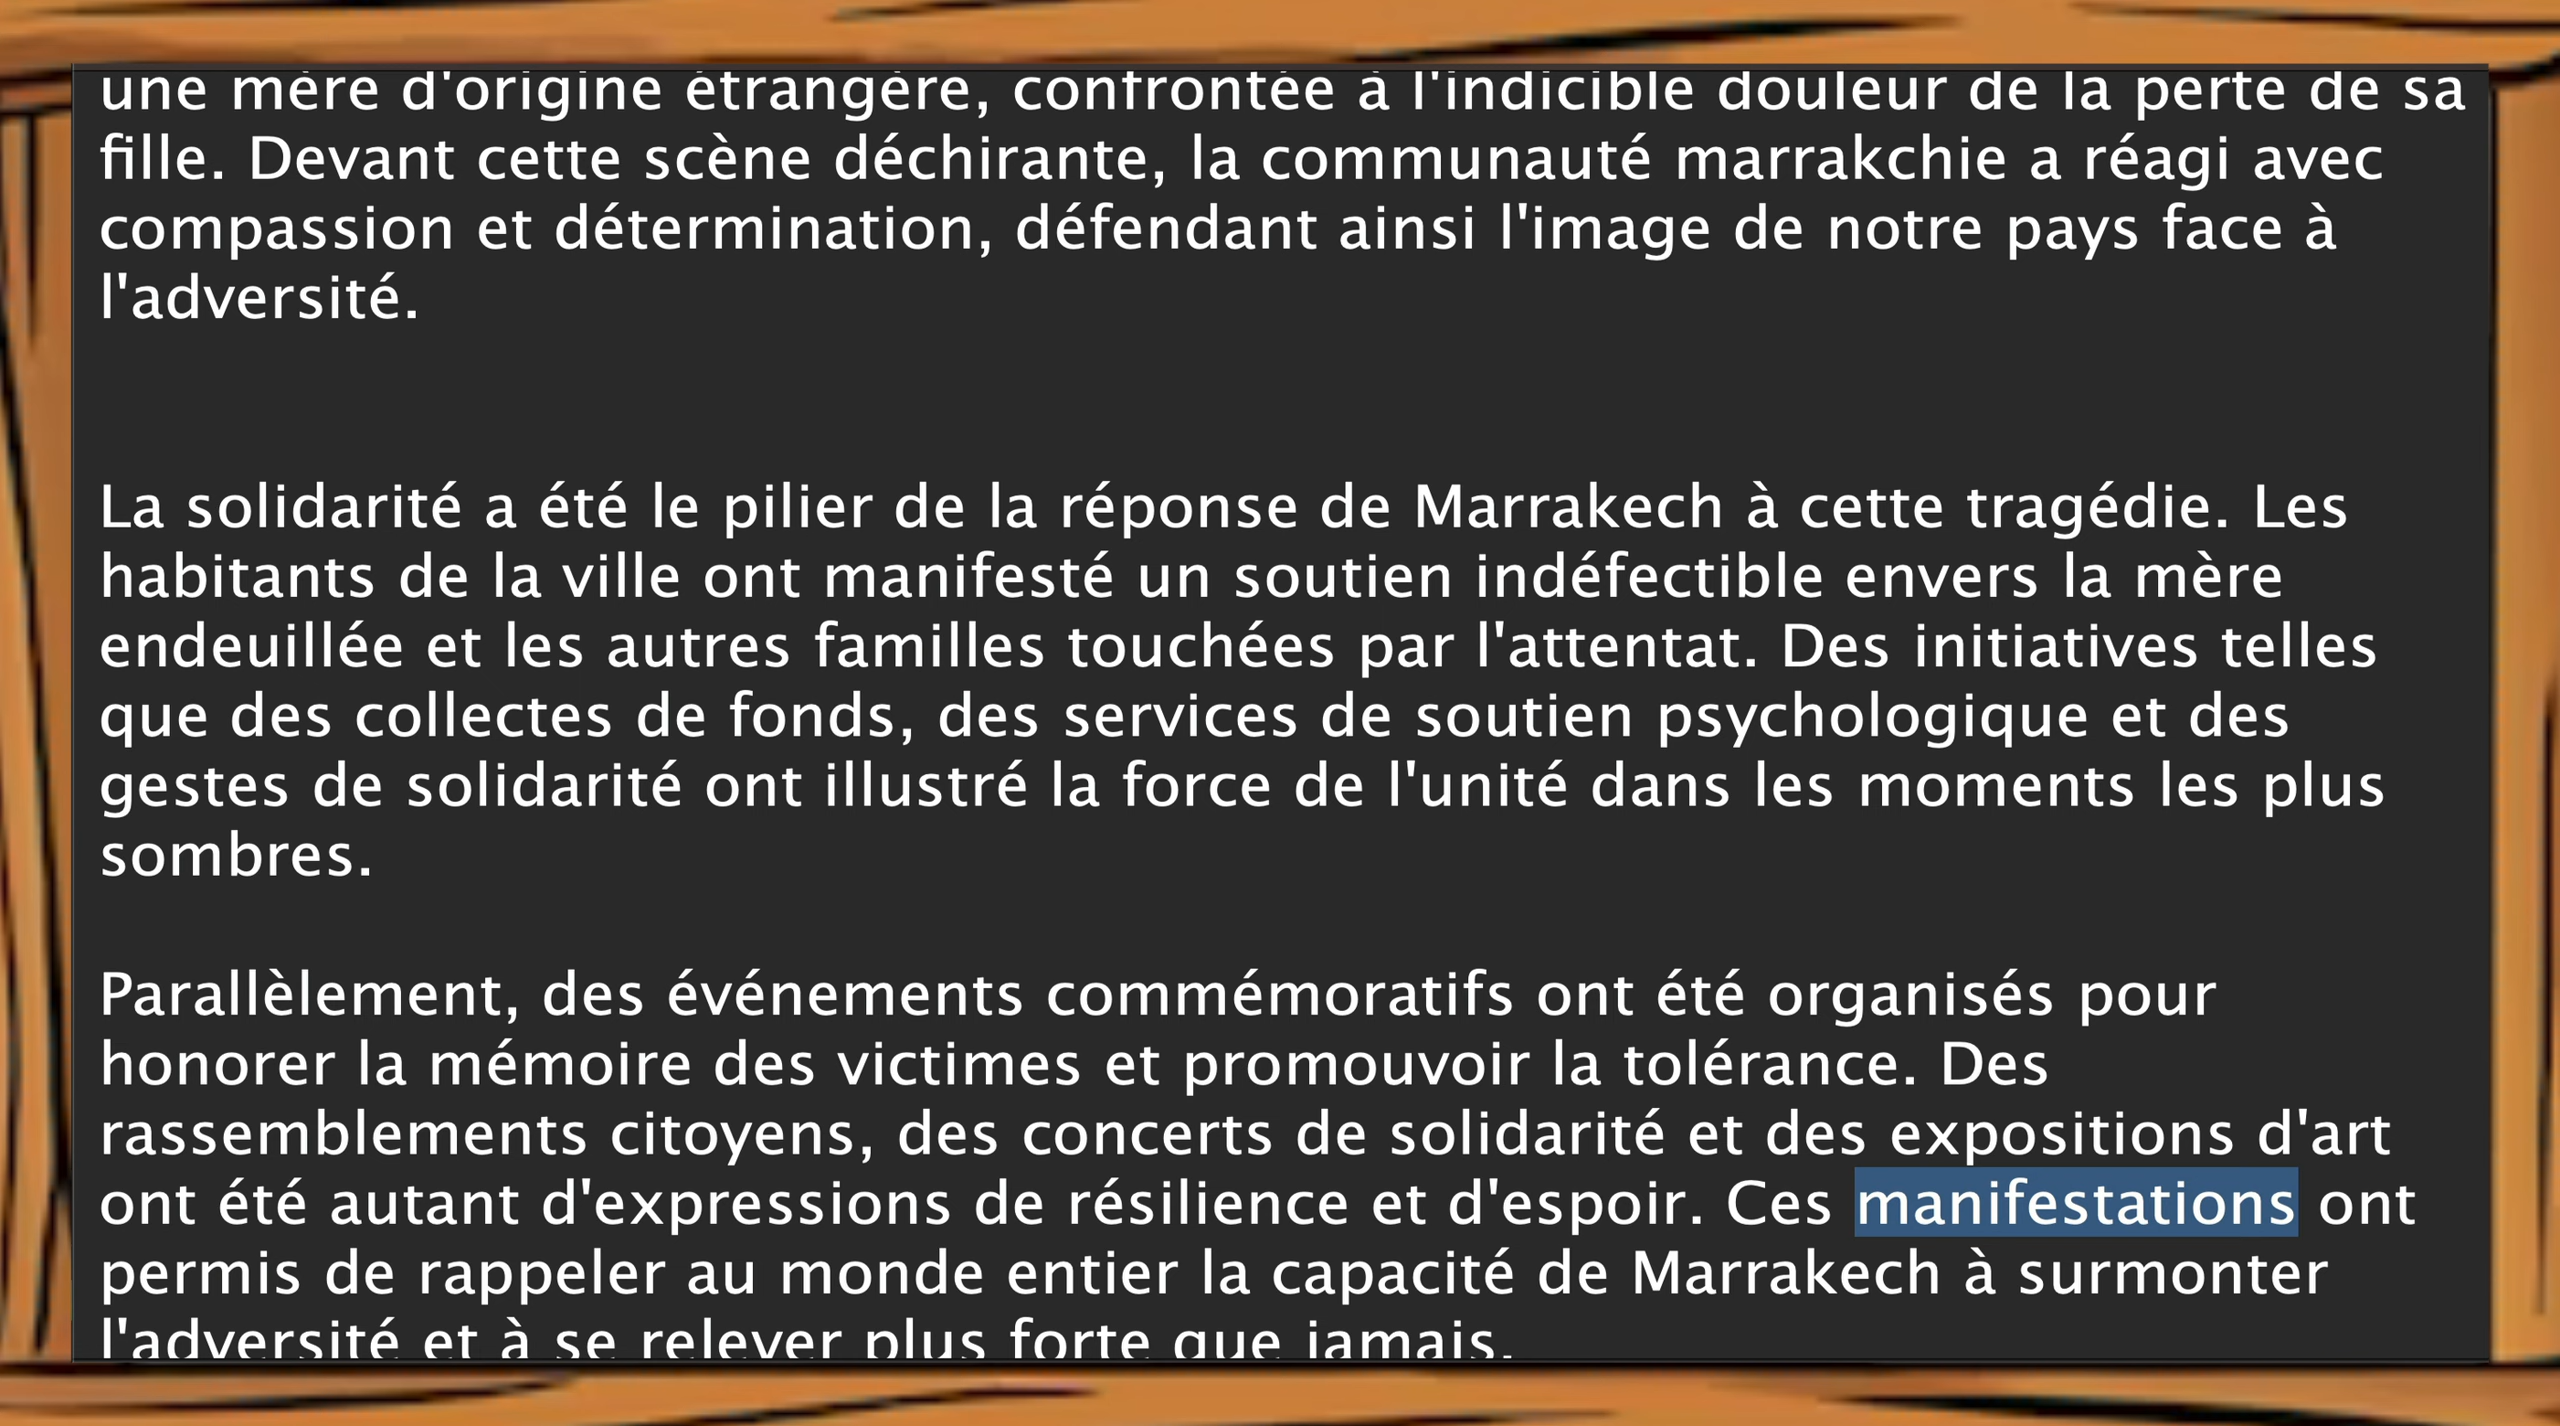 une mère d'origine étrangère, confrontée à l'indicible douleur de la perte de sa
fille. Devant cette scène déchirante, la communauté marrakchie a réagi avec
compassion et détermination, défendant ainsi l'image de notre pays face à
l'adversité.
La solidarité a été le pilier de la réponse de Marrakech à cette tragédie. Les
habitants de la ville ont manifesté un soutien indéfectible envers la mère
endeuillée et les autres familles touchées par l'attentat. Des initiatives telles
que des collectes de fonds, des services de soutien psychologique et des
gestes de solidarité ont illustré la force de l'unité dans les moments les plus
sombres.
Parallèlement, des événements commémoratifs ont été organisés pour
honorer la mémoire des victimes et promouvoir la tolérance. Des
rassemblements citoyens, des concerts de solidarité et des expositions d'art
ont été autant d'expressions de résilience et d'espoir. Ces manifestations ont
permis de rappeler au monde entier la capacité de Marrakech à surmonter
l'adversité et à se relever plus forte que jamais.